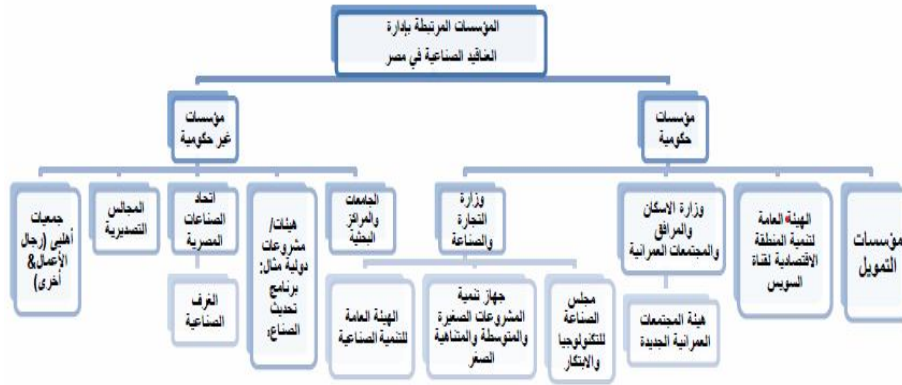 المؤسسات المرتبطة بإدارة
العناقيد الصناعية في مصر
مؤسسات
حكومية
مؤسسات
غير حكومية
مؤسسات
التمويل
الهيئة العامة
لتنمية المنطقة
الاقتصادية لقناة
السويس
وزارة الاسكان
والمرافق
والمجتمعات العمرانية
هيئة المجتمعات
العمرانية الجديدة
وزارة
التجارة
والصناعة
مجلس
الصناعة
للتكنولوجيا
والابتكار
جهاز تنمية
المشروعات الصغيرة
والمتوسطة والمتناهية
الصغر
الهيئة العامة
للتنمية الصناعية
الجامعات
والمراكز
البحثية
هيئات/
مشروعات
دولية مثال:
برنامج
تحديث
اتحاد
الصناعات
المصرية
الغرف
الصناعية
المجالس
التصديرية
جمعيات
أهلية (رجال
الأعمال&
أخرى)